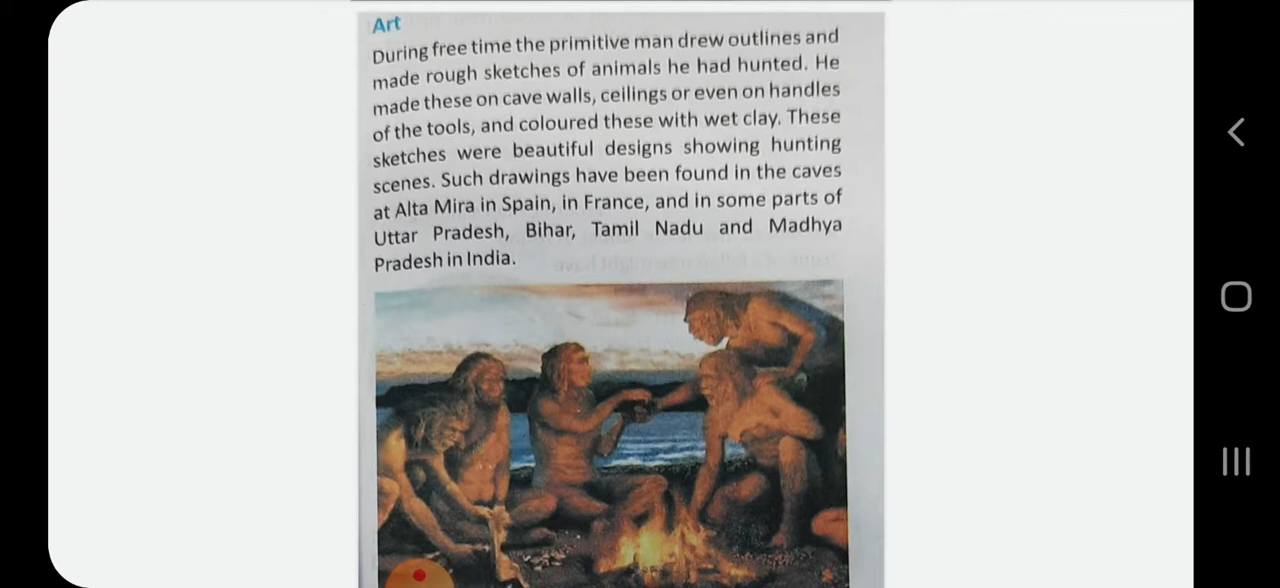 Art
During free time the primitive man drew outlines and
made rough sketches of animals he had hunted. He
made these on cave walls, ceilings or even on handles
of the tools, and coloured these with wet clay. These
sketches were beautiful designs showing hunting
scenes. Such drawings have been found in the caves
at Alta Mira in Spain, in France, and in some parts of
Uttar Pradesh, Bihar, Tamil Nadu and Madhya
Pradesh in India.